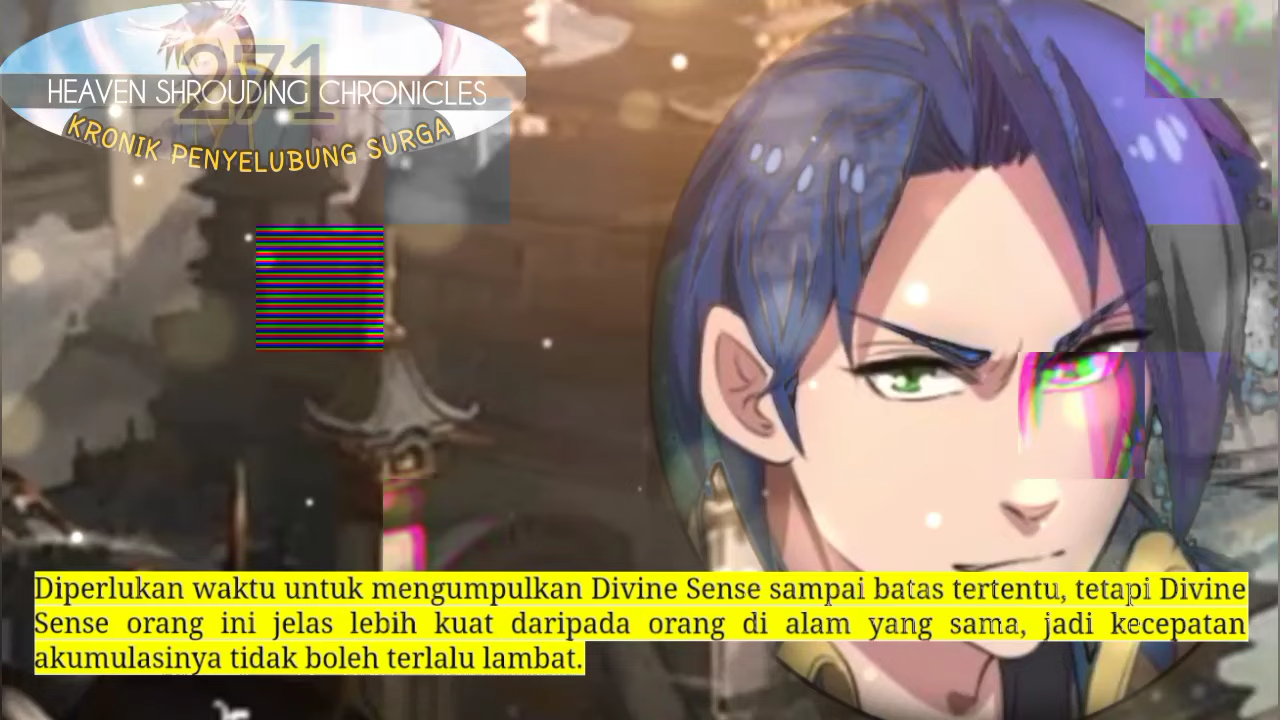 271
HEAVEN SHROUDING CHRONICLES
KRONIK PENYELUBUNG SURGA
Diperlukan waktu untuk mengumpulkan Divine Sense sampai batas tertentu, tetapi Divine
Sense orang ini jelas lebih kuat daripada orang di alam yang sama, jadi kecepatan
akumulasinya tidak boleh terlalu lambat.